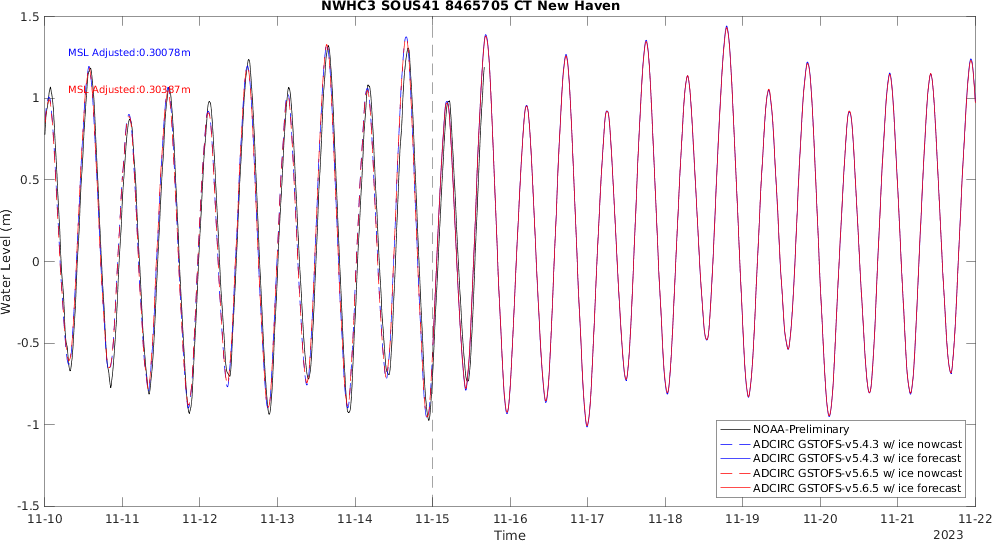 NWHC3 SOUS41 8465705 CT New Haven
1.5
1
0.5
0
-0.5
-1
-1.5
Water Level (m)
MSL Adjusted:0.30078m
MSL Adjusted:0.30387m
NOAA-Preliminary
ADCIRC GSTOFS-v5.4.3 w/ ice nowcast
ADCIRC GSTOFS-v5.4.3 w/ ice forecast
ADCIRC GSTOFS-v5.6.5 w/ ice nowcast
ADCIRC GSTOFS-v5.6.5 w/ ice forecast
11-10 11-11 11-12 11-13 11-14 11-15 11-16 11-17 11-18 11-19 11-20 11-21 11-22
Time
2023